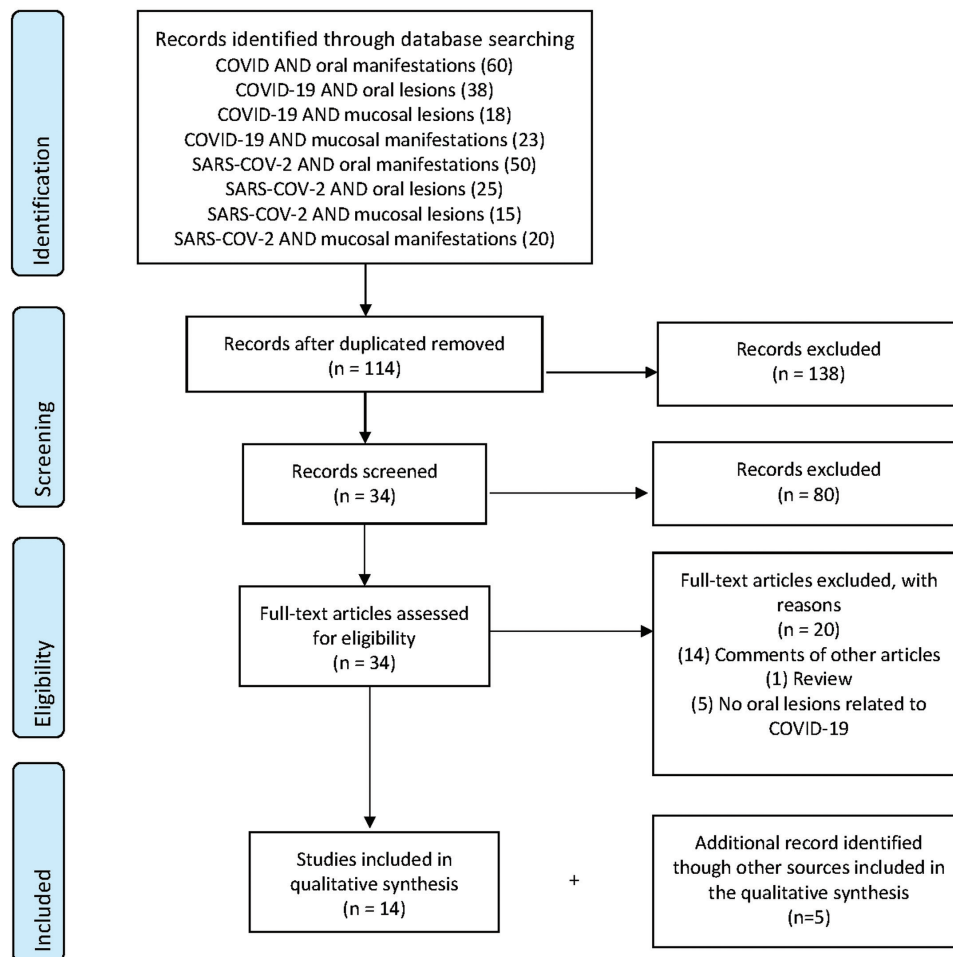 Identification
Records identified through database searching
COVID AND oral manifestations (60)
COVID-19 AND oral lesions (38)
COVID-19 AND mucosal lesions (18)
COVID-19 AND mucosal manifestations (23)
SARS-COV-2 AND oral manifestations (50)
SARS-COV-2 AND oral lesions (25)
SARS-COV-2 AND mucosal lesions (15)
SARS-COV-2 AND mucosal manifestations (20)
Screening
Records after duplicated removed
(n = 114)
Records excluded
(n = 138)
Records screened
(n = 34)
Records excluded
(n = 80)
Eligibility
Full-text articles assessed
for eligibility
(n = 34)
Full-text articles excluded, with
reasons
(n = 20)
(14) Comments of other articles
(1) Review
(5) No oral lesions related to
COVID-19
Included
Studies included in
qualitative synthesis
(n = 14)
+
Additional record identified
though other sources included in
the qualitative synthesis
(n=5)